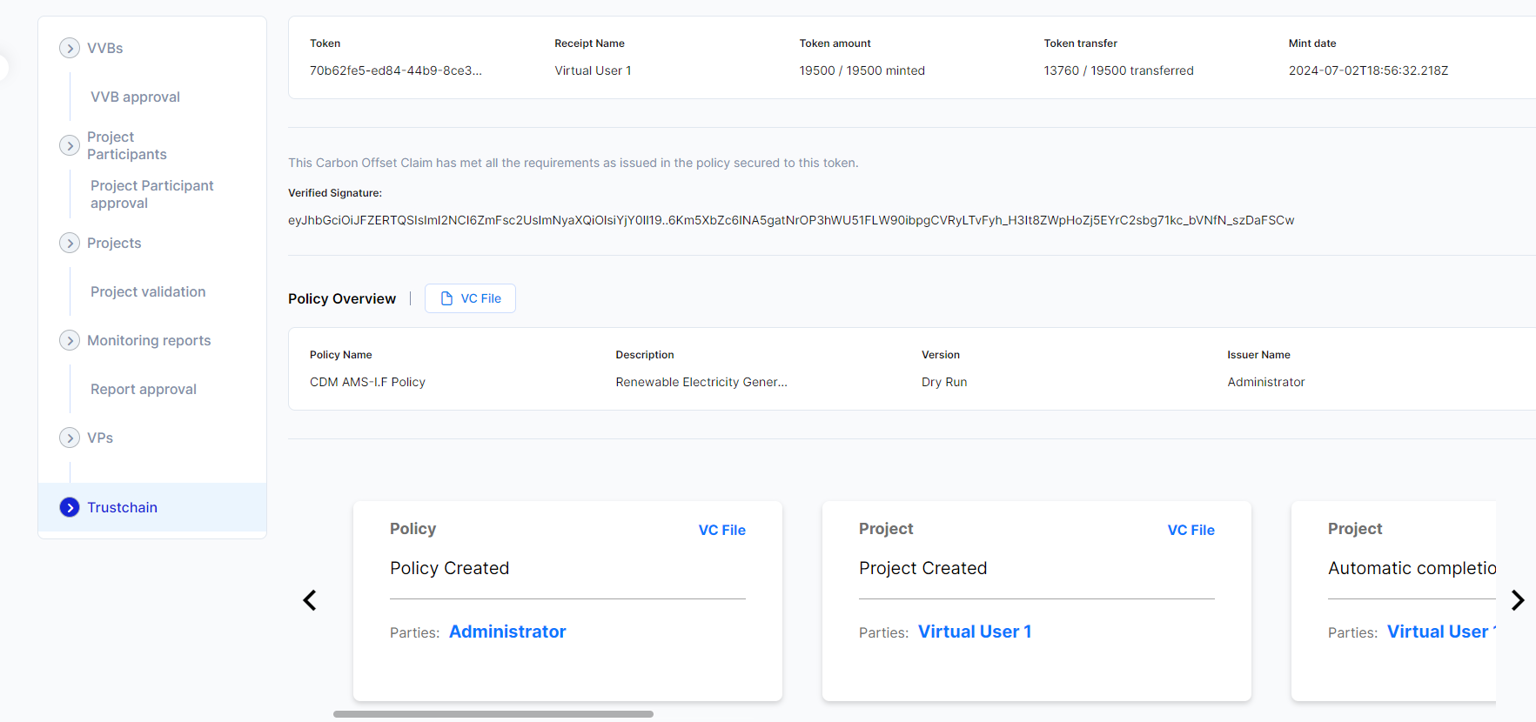 VVBs
VVB approval
Project
Participants
Project Participant
approval
Projects
Project validation
Monitoring reports
Report approval
VPs
Trustchain
Token
Receipt Name
Token amount
Token transfer
Mint date
70b62fe5-ed84-44b9-8ce3...
Virtual User 1
19500 / 19500 minted
13760 / 19500 transferred
2024-07-02T18:56:32.218Z
This Carbon Offset Claim has met all the requirements as issued in the policy secured to this token.
Verified Signature:
eyJhbGciOiJFZERTQSIsImI2NCI6ZmFsc2UsImNyaXQiOlsiYjY0Il19..6Km5XbZc6INA5gatNrOP3hWU51FLW90ibpgCVRyLTvFyh_H3It8ZWpHoZj5EYrC2sbg71kc_bVNfN_szDaFSCw
Policy Overview
VC File
Policy Name
Description
Version
Issuer Name
CDM AMS-I.F Policy
Renewable Electricity Gener...
Dry Run
Administrator
Policy
VC File
Policy Created
Parties: Administrator
Project
VC File
Project Created
Parties: Virtual User 1
Project
Automatic completio
Parties: Virtual User 1